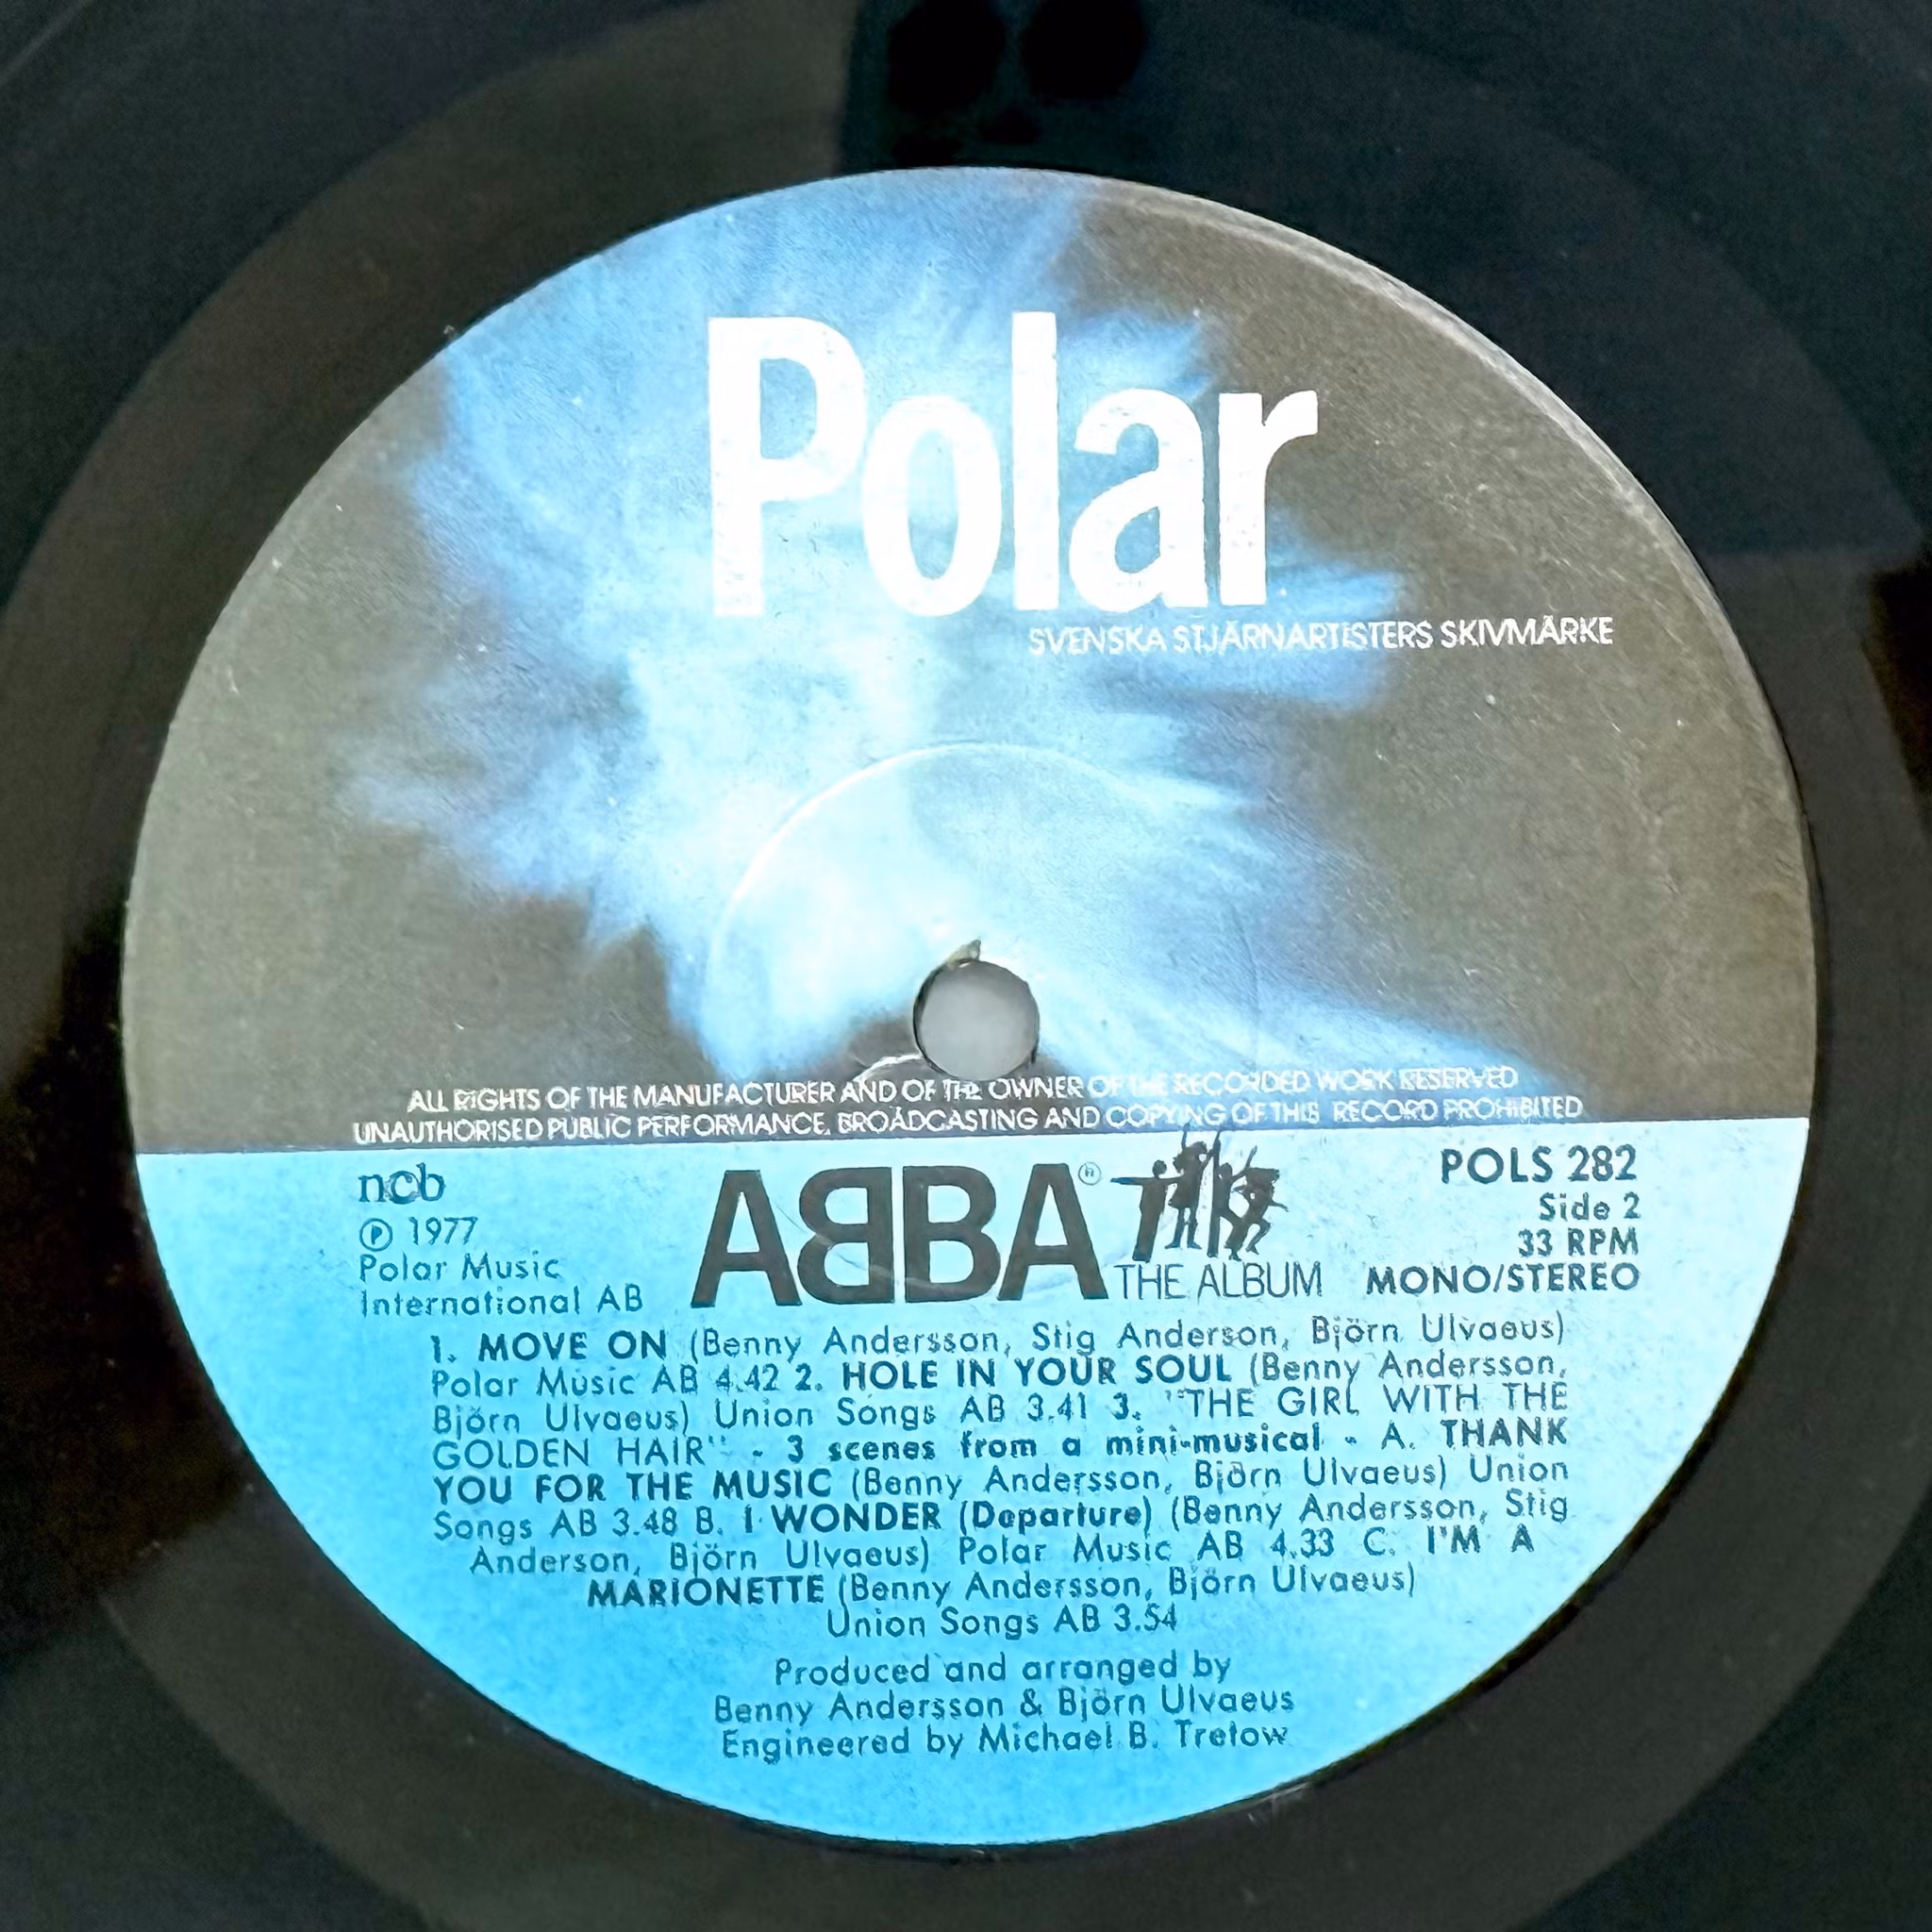 Polar
SVENSKA STJÄRNARTISTERS SKIVMÄRKE
ALL RIGHTS OF THE MANUFACTURER AND OF THE OWNER OF THE RECORDED WORK RESERVED
UNAUTHORISED PUBLIC PERFORMANCE, BROADCASTING AND COPYING OF THIS RECORD PROHIBITED
ncb
Ⓟ 1977
Polar Music
International AB
ABBA®
THE ALBUM
POLS 282
Side 2
33 RPM
MONO/STEREO
1. MOVE ON (Benny Andersson, Stig Anderson, Björn Ulvaeus)
Polar Music AB 4.42 2. HOLE IN YOUR SOUL (Benny Andersson,
Björn Ulvaeus) Union Songs AB 3.41 3. "THE GIRL WITH THE
GOLDEN HAIR" - 3 scenes from a mini-musical - A. THANK
YOU FOR THE MUSIC (Benny Andersson, Björn Ulvaeus) Union
Songs AB 3.48 B. I WONDER (Departure) (Benny Andersson, Stig
Anderson, Björn Ulvaeus) Polar Music AB 4.33 C. I'M A
MARIONETTE (Benny Andersson, Björn Ulvaeus)
Union Songs AB 3.54
Produced and arranged by
Benny Andersson & Björn Ulvaeus
Engineered by Michael B. Tretow